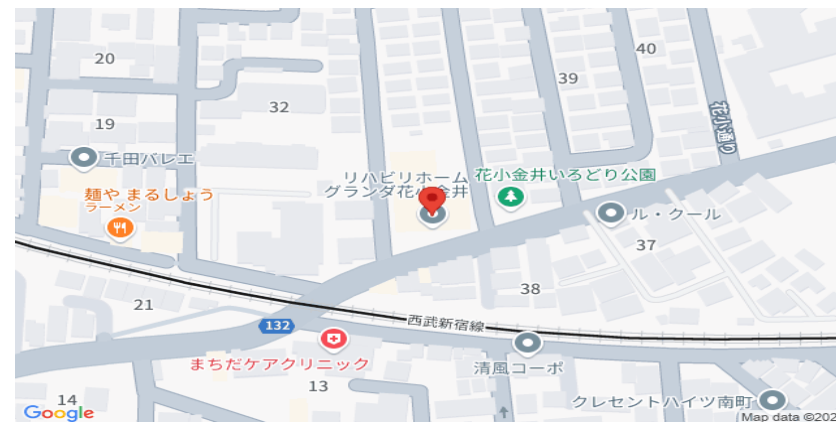 20
40
39
32
花小通り
19
千田バレエ
リハビリホーム
グランダ花小金井
花小金井いろどり公園
麺や まるしょう
ラーメン
ル・クール
37
38
21
132
西武新宿線
まちだケアクリニック
清風コーポ
13
14
クレセントハイツ南町
Google
Map data ©202